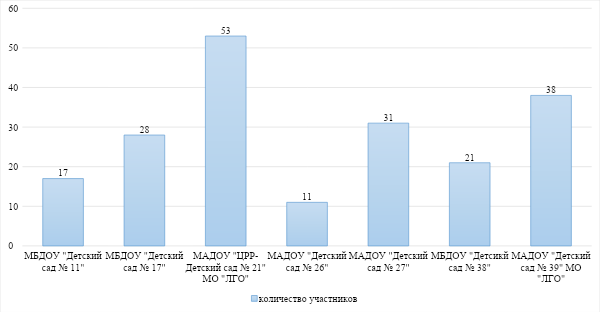 60
50
40
30
20
10
0
17
28
53
11
31
21
38
МБДОУ "Детский
сад № 11"
МБДОУ "Детский
сад № 17"
МАДОУ "ЦРР-
Детский сад № 21"
МО "ЛГО"
МАДОУ "Детский
сад № 26"
МАДОУ "Детский
сад № 27"
МБДОУ "Детсикй
сад № 38"
МАДОУ "Детский
сад № 39" МО
"ЛГО"
количество участников